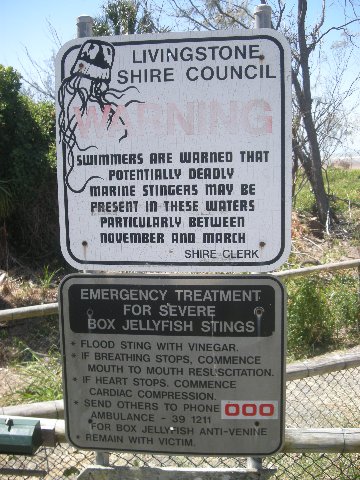 LIVINGSTONE
SHIRE COUNCIL
WARNING
SWIMMERS ARE WARNED THAT
POTENTIALLY DEADLY
MARINE STINGERS MAY BE
PRESENT IN THESE WATERS
PARTICULARLY BETWEEN
NOVEMBER AND MARCH
SHIRE CLERK
EMERGENCY TREATMENT
FOR SEVERE
BOX JELLYFISH STINGS
* FLOOD STING WITH VINEGAR.
* IF BREATHING STOPS, COMMENCE
MOUTH TO MOUTH RESUSCITATION.
* IF HEART STOPS, COMMENCE
CARDIAC COMPRESSION.
* SEND OTHERS TO PHONE 000
AMBULANCE - 39 1211
FOR BOX JELLYFISH ANTI-VENINE
* REMAIN WITH VICTIM.